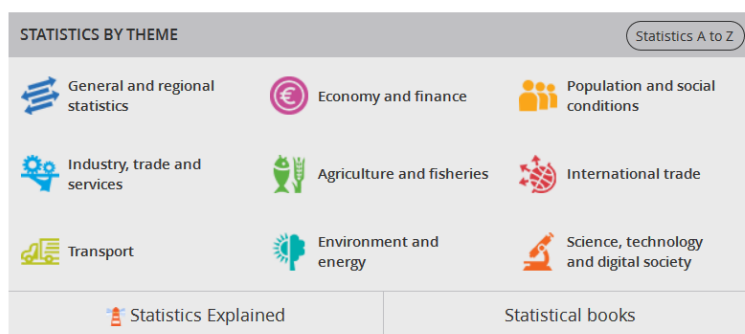 STATISTICS BY THEME
Statistics A to Z
General and regional
statistics
Economy and finance
Population and social
conditions
Industry, trade and
services
Agriculture and fisheries
International trade
Transport
Environment and
energy
Science, technology
and digital society
Statistics Explained
Statistical books